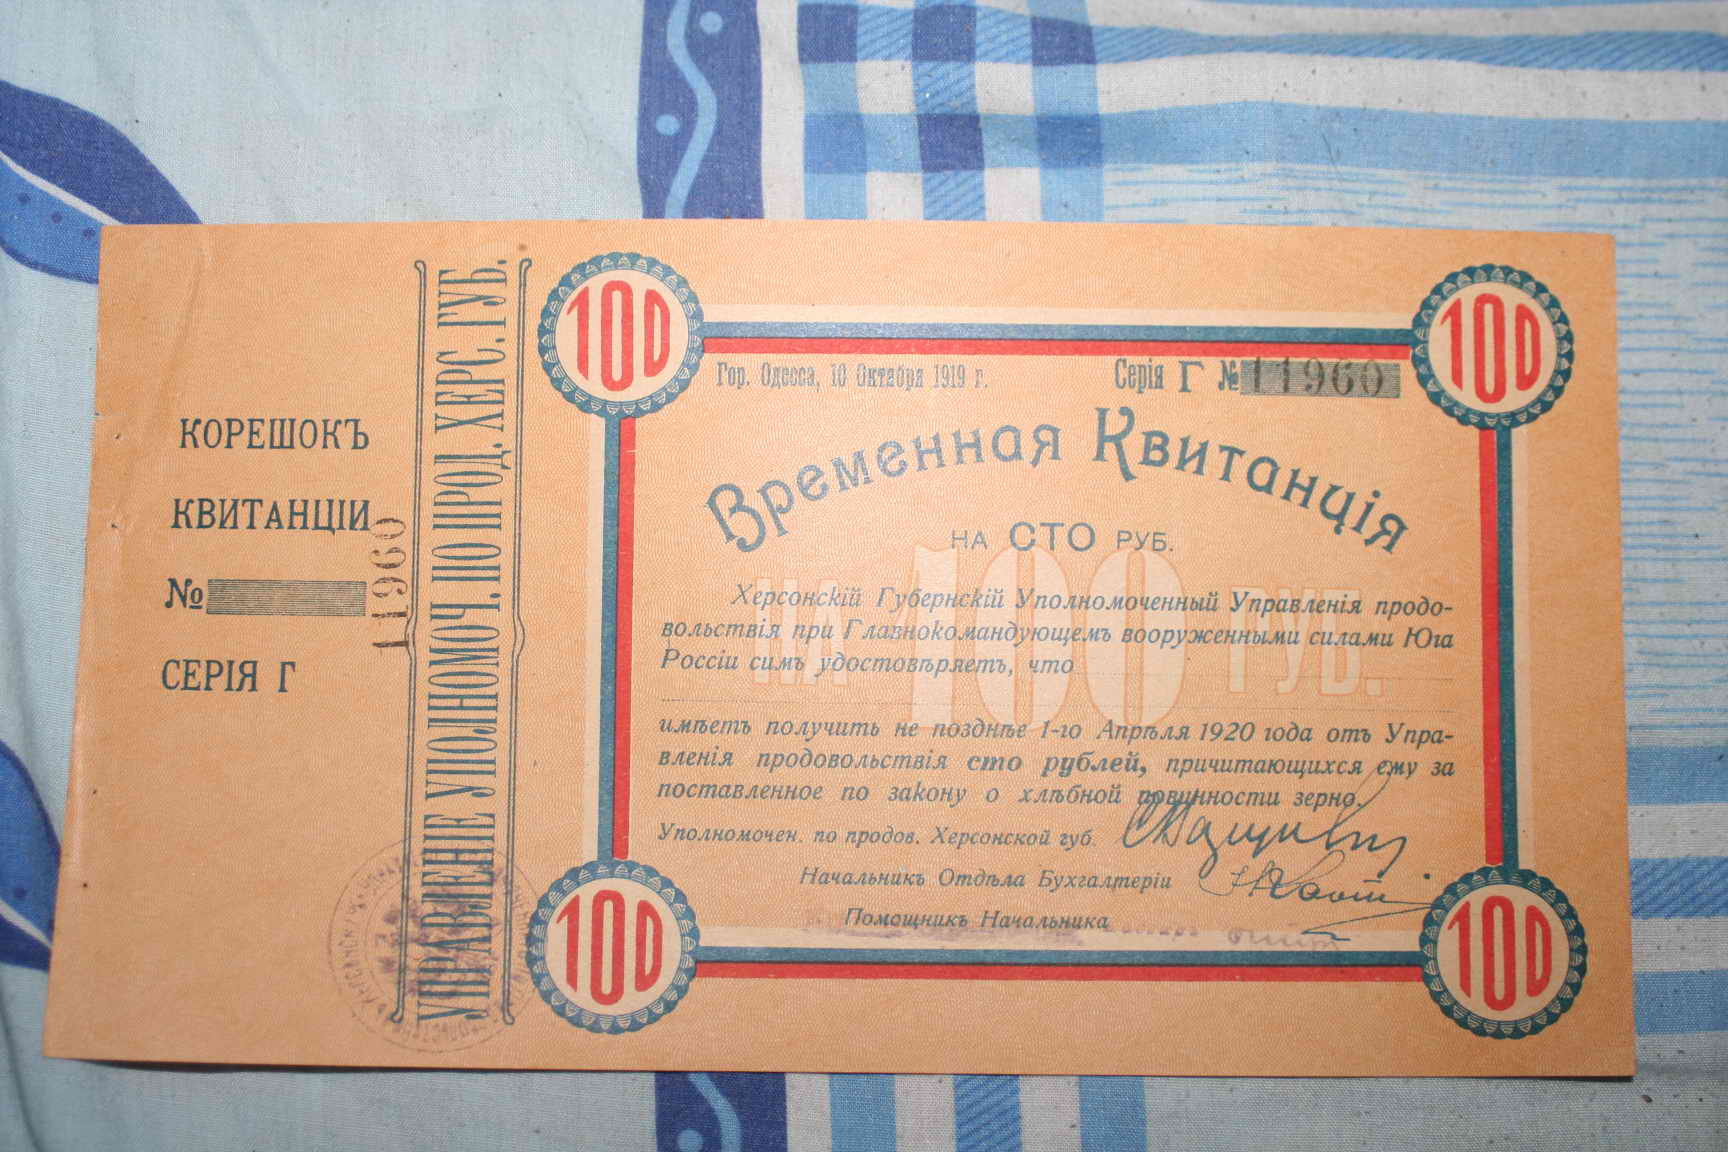 КОРЕШОКЪ
КВИТАНЦІИ
№
11960
СЕРІЯ Г
УПРАВЛЕНІЕ УПОЛНОМОЧ. ПО ПРОД. ХЕРС. ГУБ.
100
100
Гор. Одесса, 10 Октября 1919 г.
Серія Г № 11960
Временная Квитанція
НА СТО РУБ.
НА 100 РУБ.
Херсонскій Губернскій Уполномоченный Управленія продо-
вольствія при Главнокомандующемъ вооруженными силами Юга
Россіи симъ удостовѣряетъ, что
имѣетъ получить не позднѣе 1-го Апрѣля 1920 года отъ Упра-
вленія продовольствія сто рублей, причитающихся ему за
поставленное по закону о хлѣбной повинности зерно.
Уполномочен. по продов. Херсонской губ.
Начальникъ Отдѣла Бухгалтеріи
Помощникъ Начальника
100
100